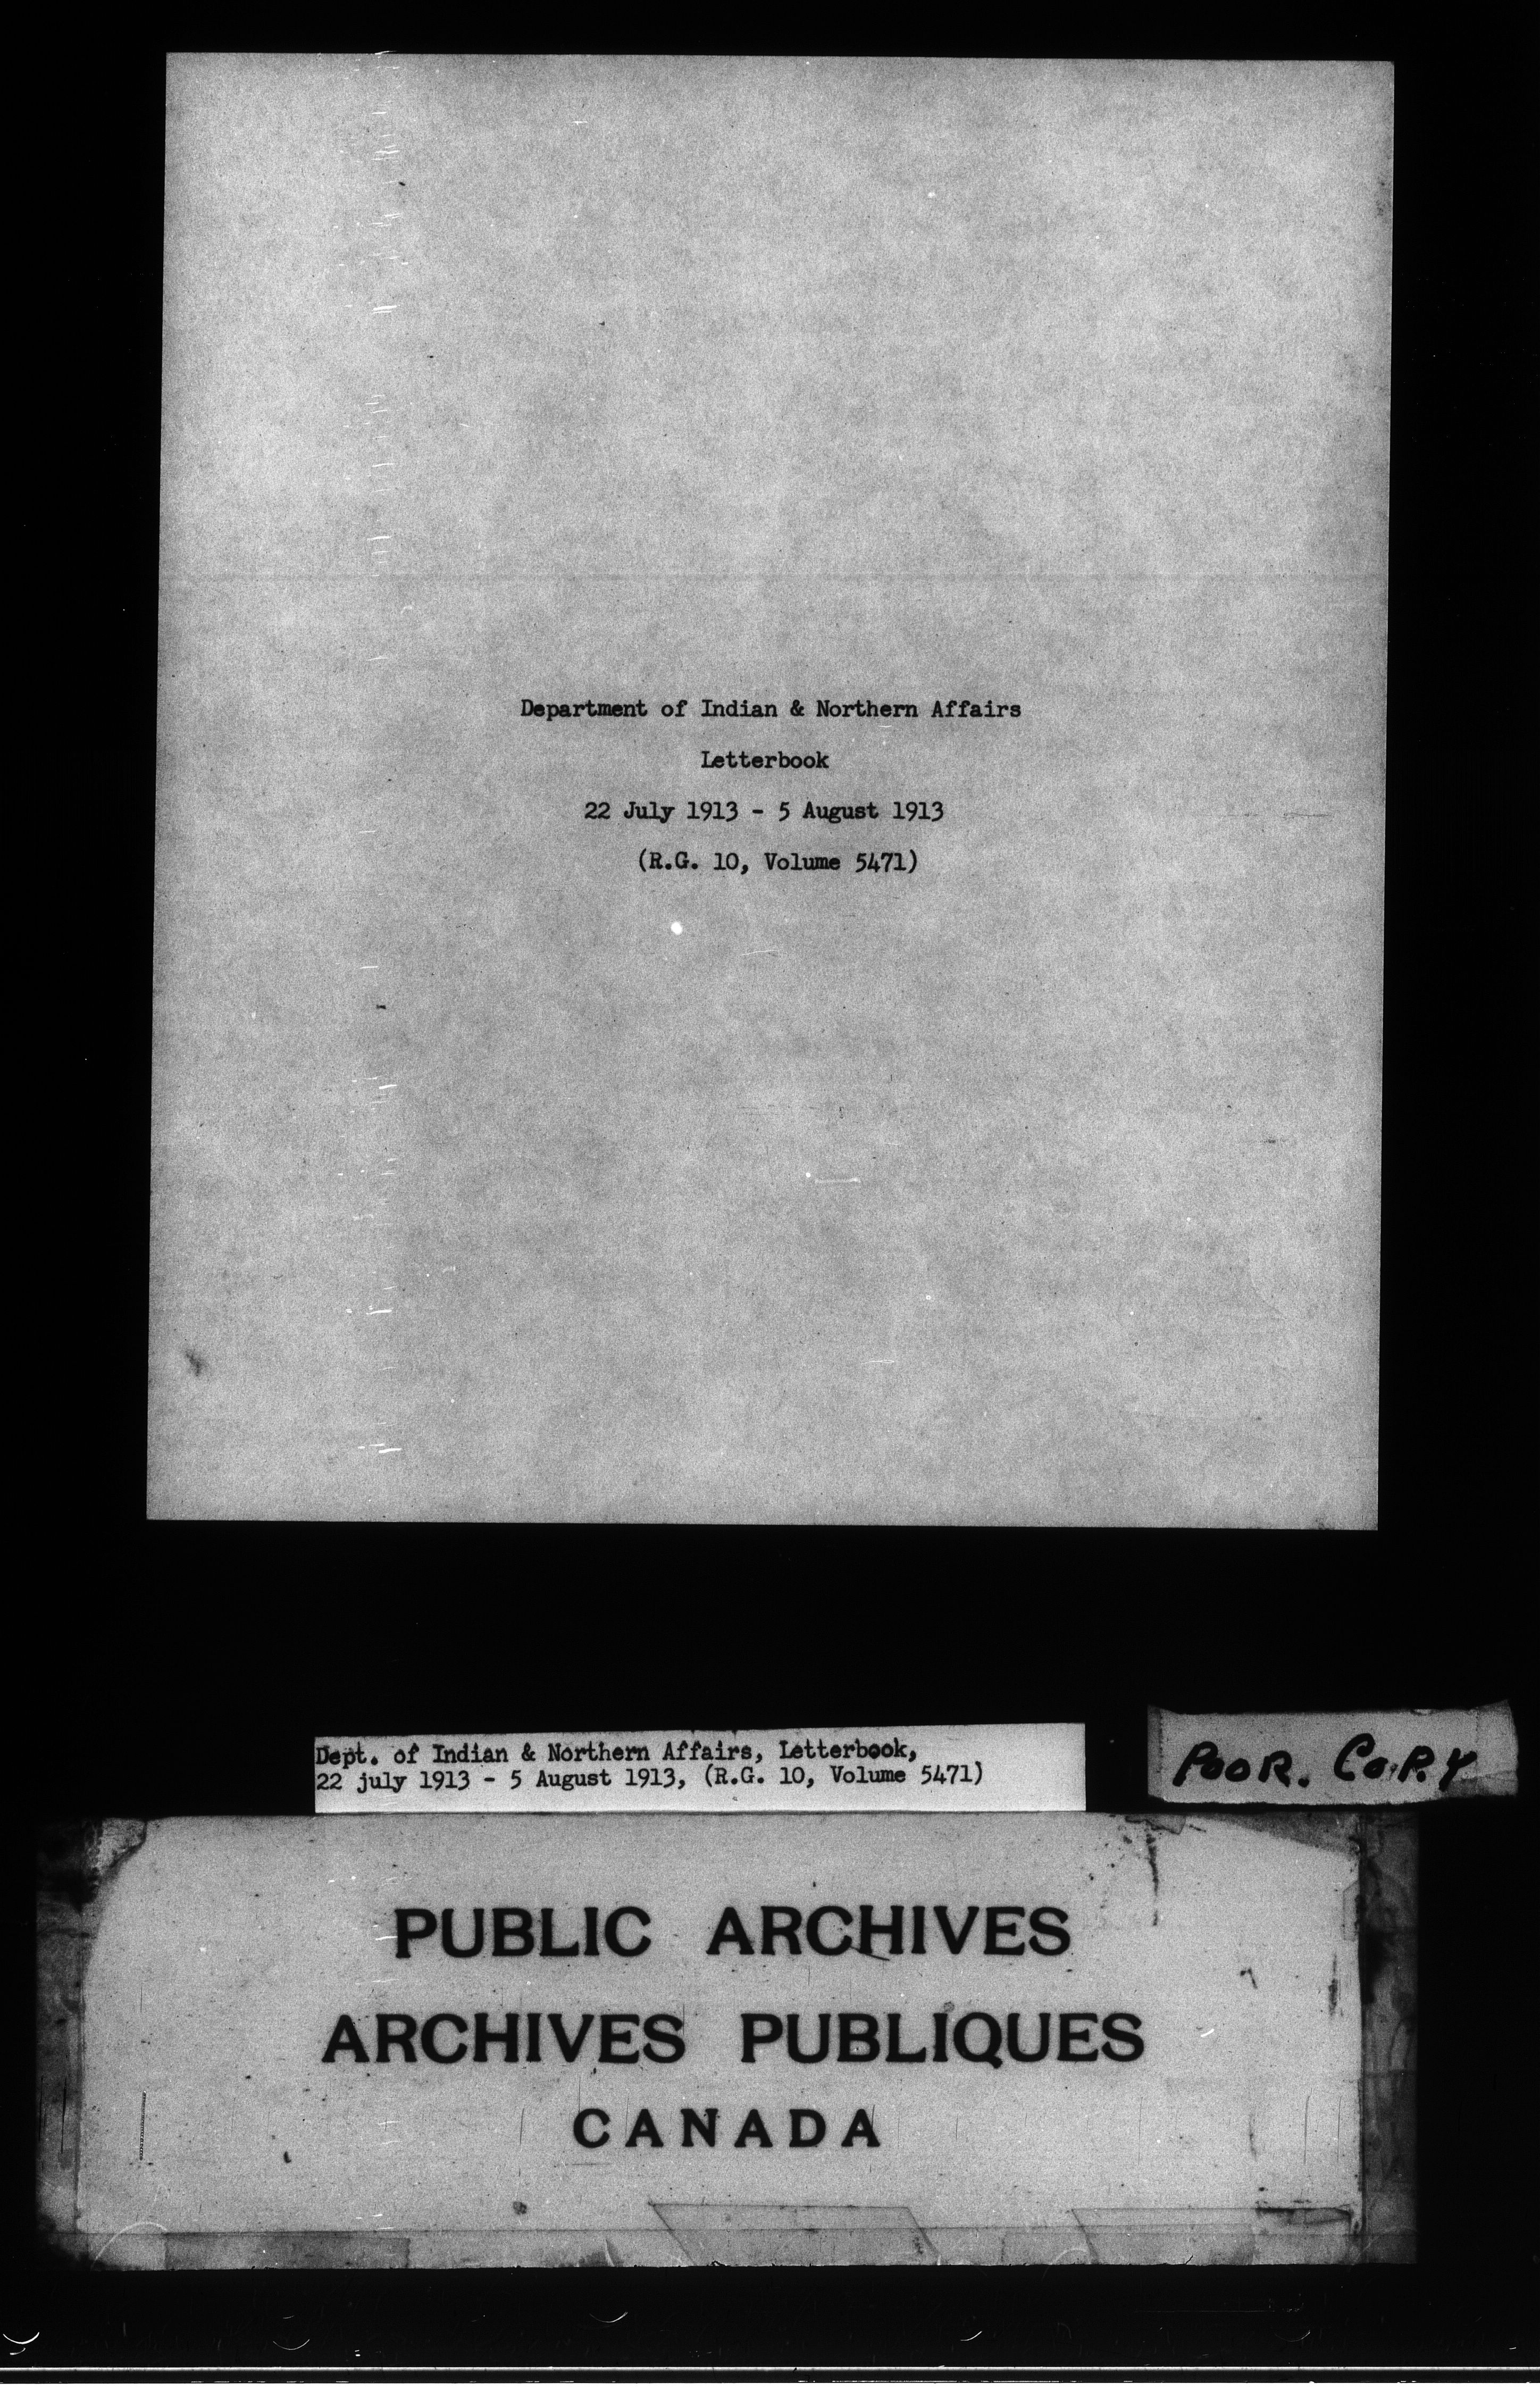 Department of Indian & Northern Affairs
Letterbook
22 July 1913 - 5 August 1913
(R.G. 10, Volume 5471)
Dept. of Indian & Northern Affairs, Letterbook,
22 july 1913 - 5 August 1913, (R.G. 10, Volume 5471)
POOR. COPY
PUBLIC ARCHIVES
ARCHIVES PUBLIQUES
CANADA